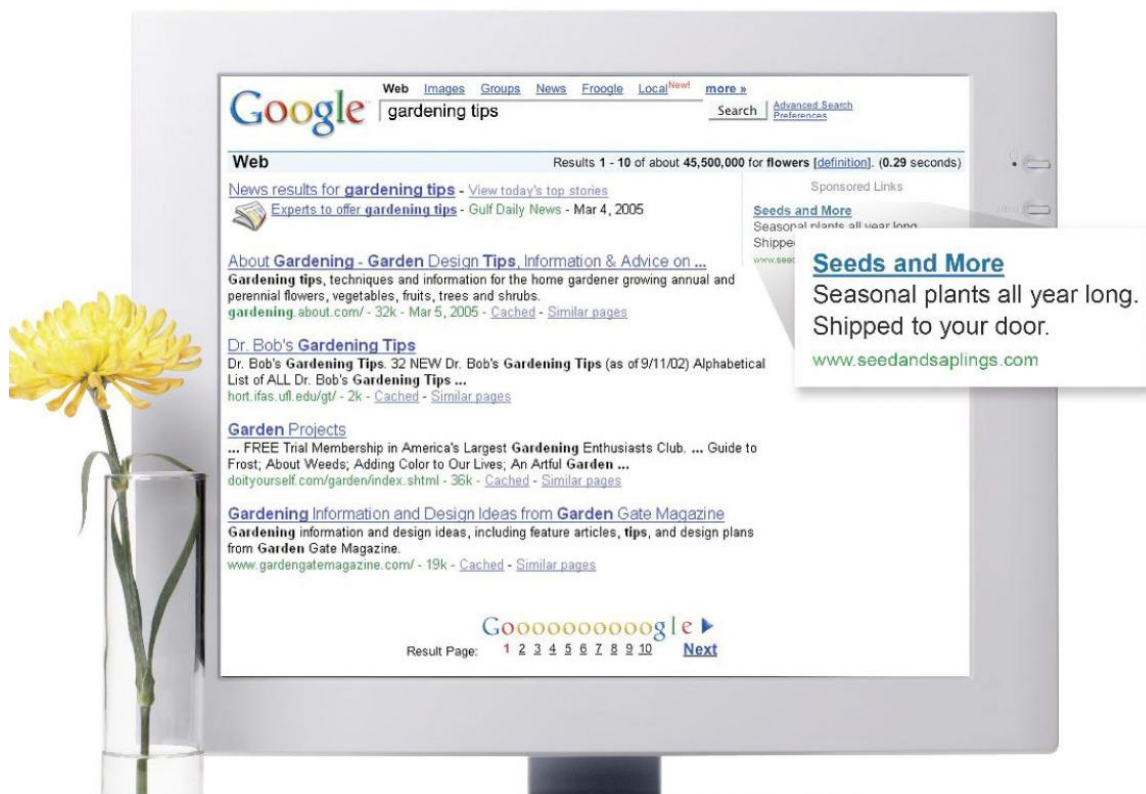 Web Images Groups News Froogle Local New! more »
Google gardening tips Search Advanced Search
Preferences
Web Results 1 - 10 of about 45,500,000 for flowers [definition]. (0.29 seconds)
News results for gardening tips - View today's top stories
Experts to offer gardening tips - Gulf Daily News - Mar 4, 2005
About Gardening - Garden Design Tips, Information & Advice on ...
Gardening tips, techniques and information for the home gardener growing annual and
perennial flowers, vegetables, fruits, trees and shrubs.
gardening.about.com/ - 32k - Mar 5, 2005 - Cached - Similar pages
Dr. Bob's Gardening Tips
Dr. Bob's Gardening Tips. 32 NEW Dr. Bob's Gardening Tips (as of 9/11/02) Alphabetical
List of ALL Dr. Bob's Gardening Tips ...
hort.ifas.ufl.edu/gt/ - 2k - Cached - Similar pages
Garden Projects
... FREE Trial Membership in America's Largest Gardening Enthusiasts Club. ... Guide to
Frost; About Weeds; Adding Color to Our Lives; An Artful Garden ...
doityourself.com/garden/index.shtml - 36k - Cached - Similar pages
Gardening Information and Design Ideas from Garden Gate Magazine
Gardening information and design ideas, including feature articles, tips, and design plans
from Garden Gate Magazine.
www.gardengatemagazine.com/ - 19k - Cached - Similar pages
Goooooooooogle
Result Page: 1 2 3 4 5 6 7 8 9 10 Next
Sponsored Links
Seeds and More
Seasonal plants all year long
Shipped
Seeds and More
Seasonal plants all year long.
Shipped to your door.
www.seedandsaplings.com